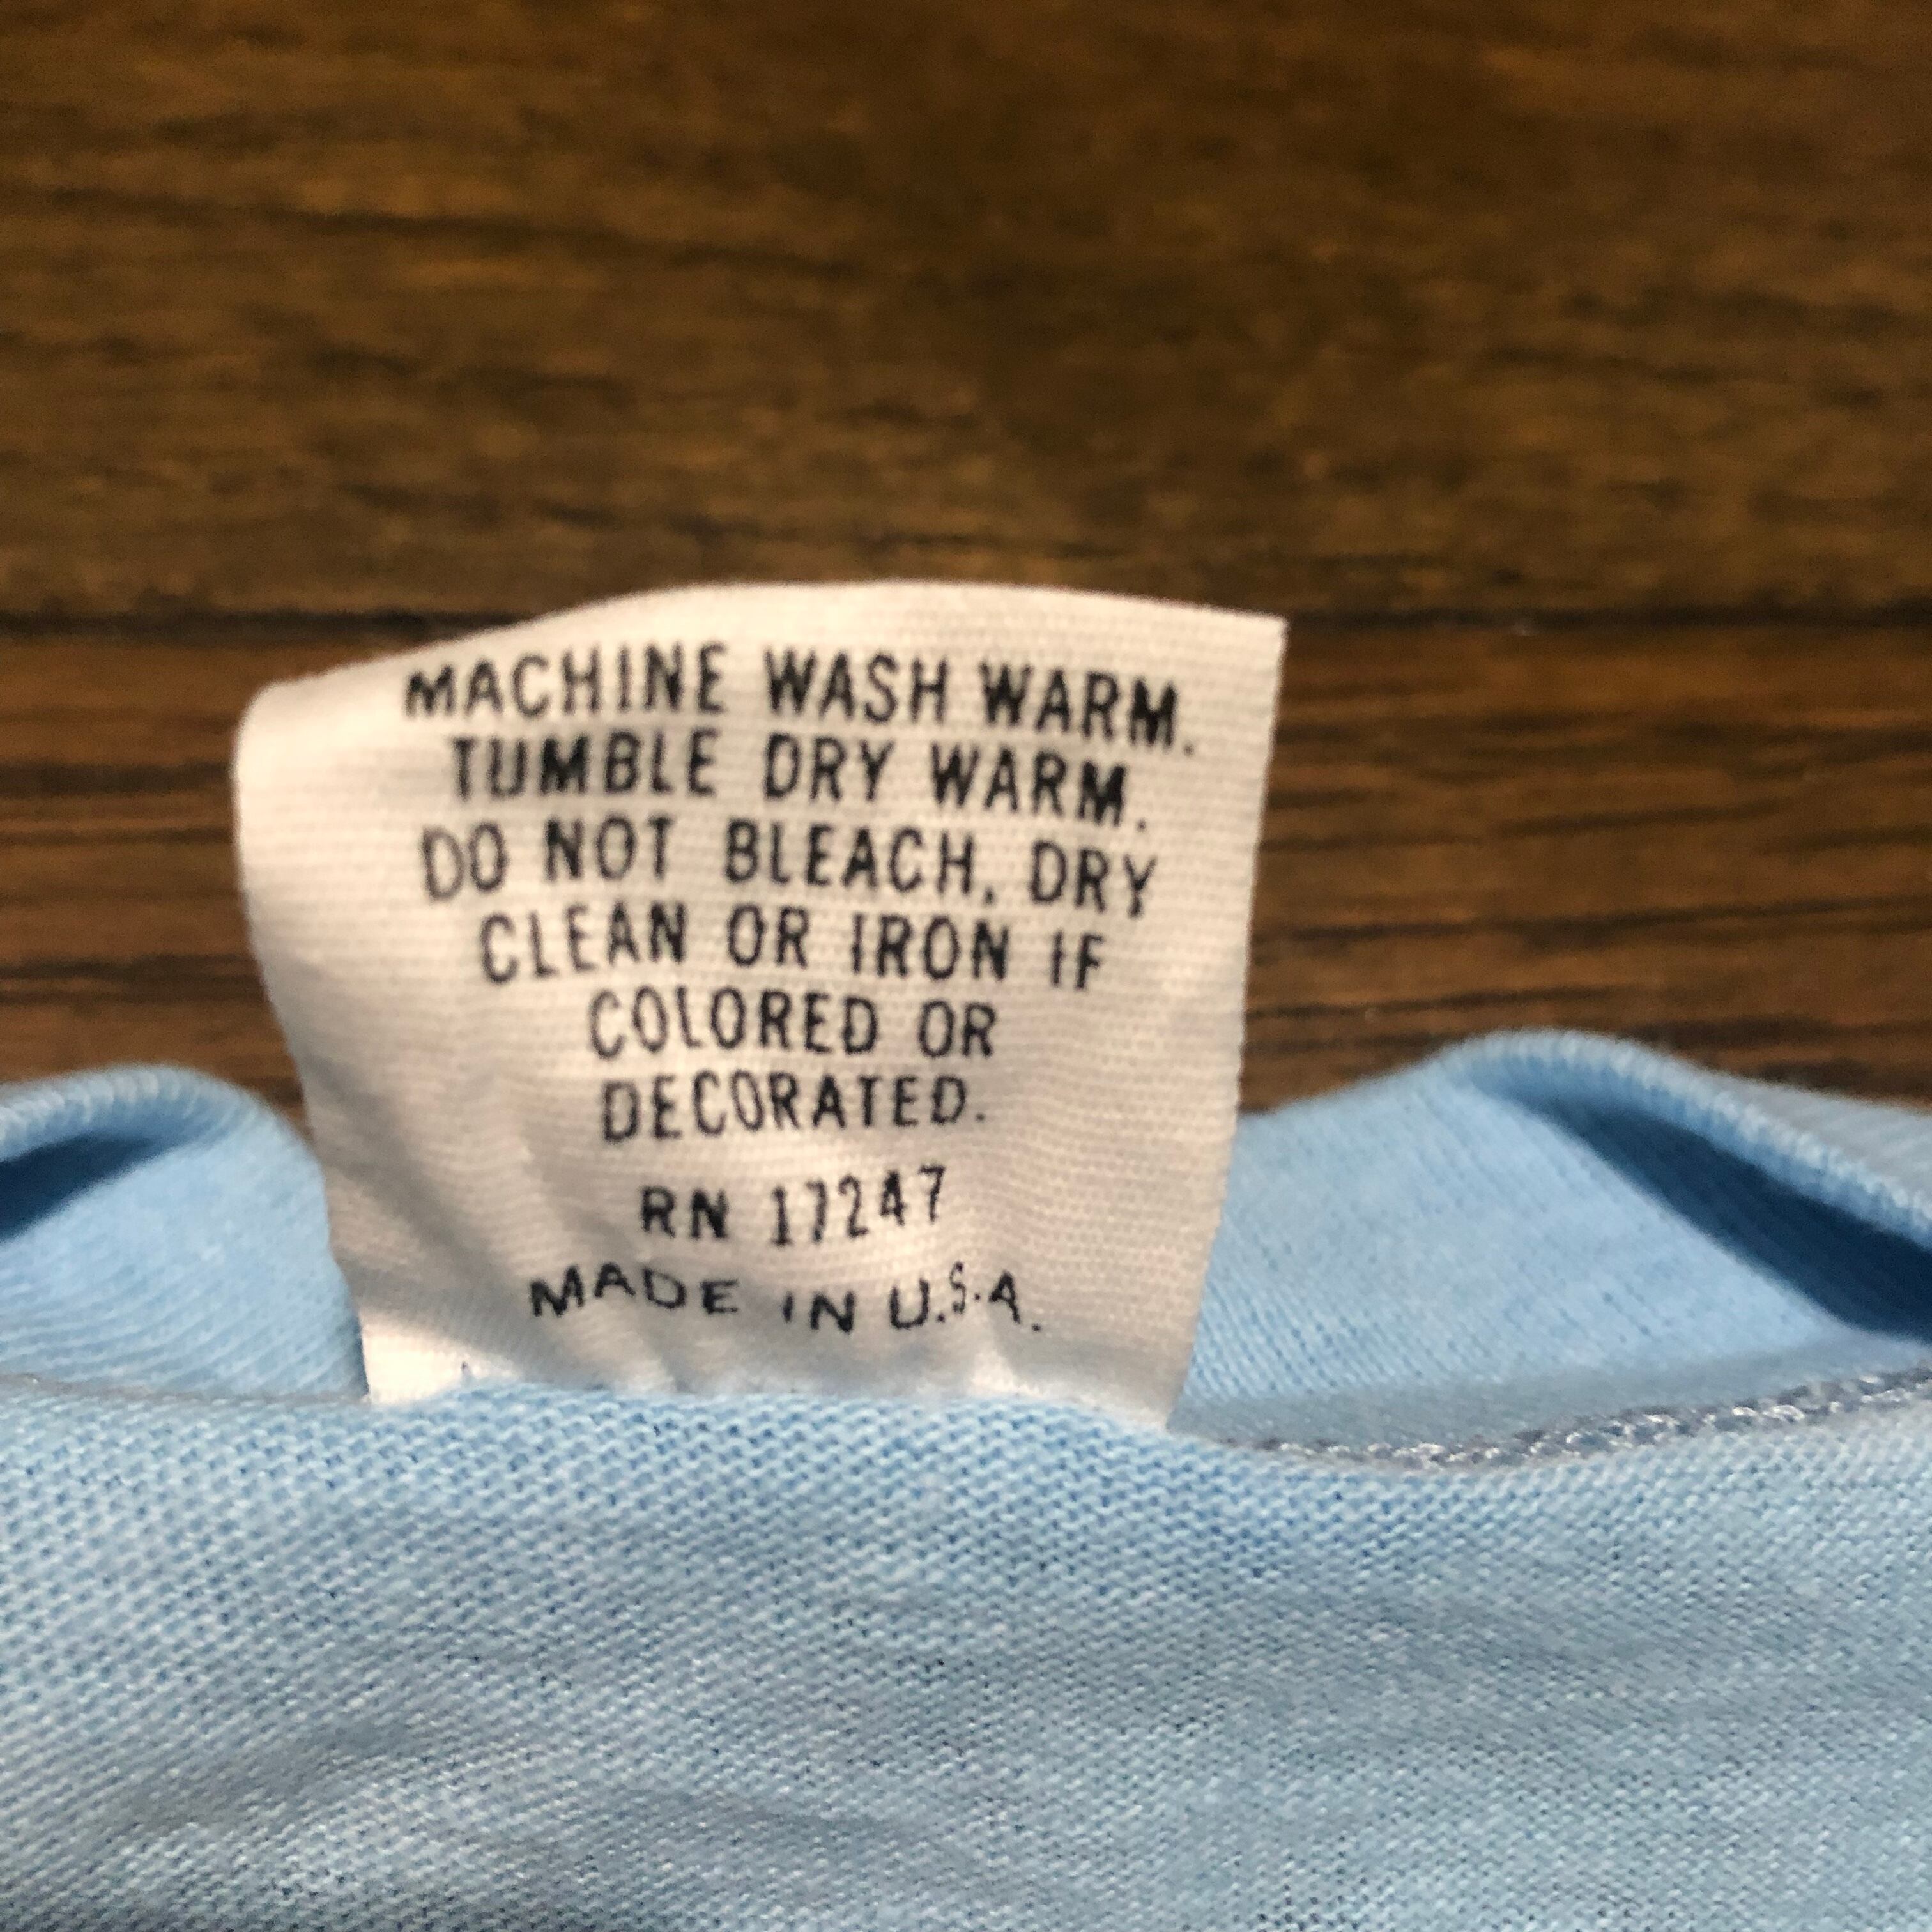 MACHINE WASH WARM.
TUMBLE DRY WARM.
DO NOT BLEACH, DRY
CLEAN OR IRON IF
COLORED OR
DECORATED.
RN 17247
MADE IN U.S.A.